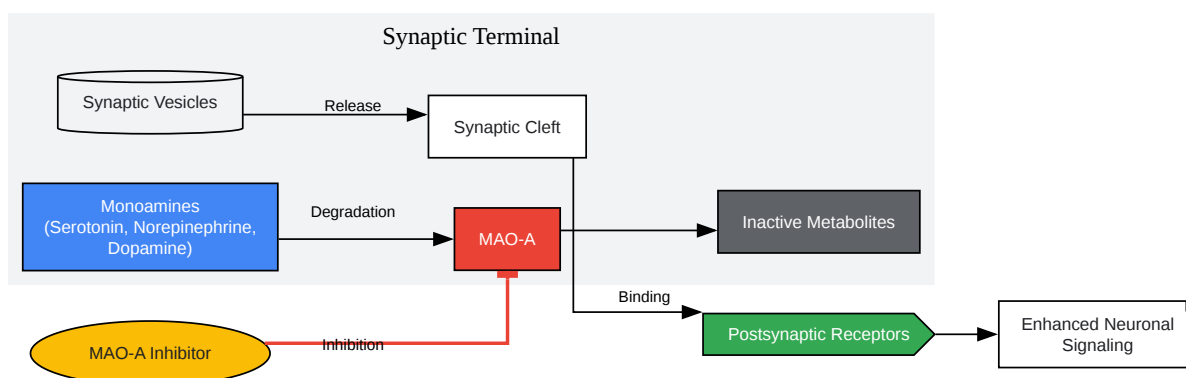 Synaptic Terminal
Synaptic Vesicles
Release
Synaptic Cleft
Monoamines
(Serotonin, Norepinephrine,
Dopamine)
Degradation
MAO-A
Inactive Metabolites
Binding
Postsynaptic Receptors
Enhanced Neuronal
Signaling
MAO-A Inhibitor
Inhibition